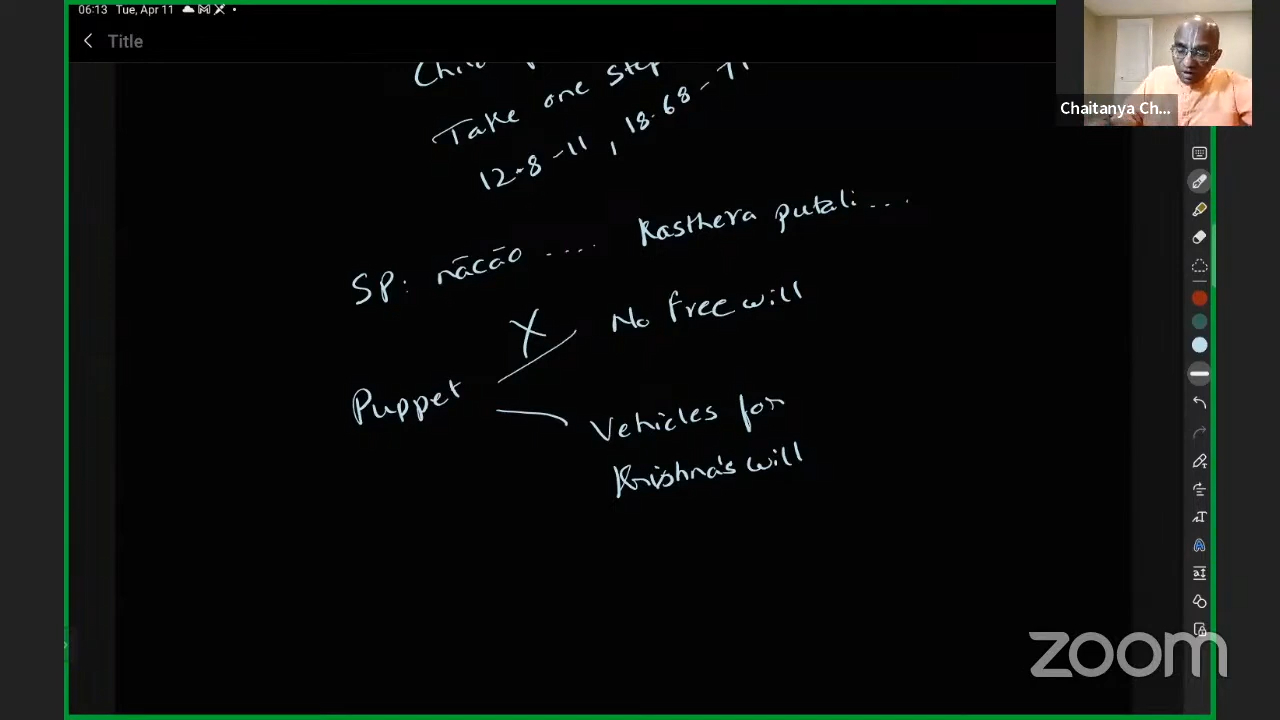 06:13 Tue, Apr 11
Title
Chaitanya Ch...
Take one step
12.8-11, 18.68-71
SP: nācāo .... Kasthera putali ...
X
No free will
Puppet
Vehicles for
Krishna's will
zoom